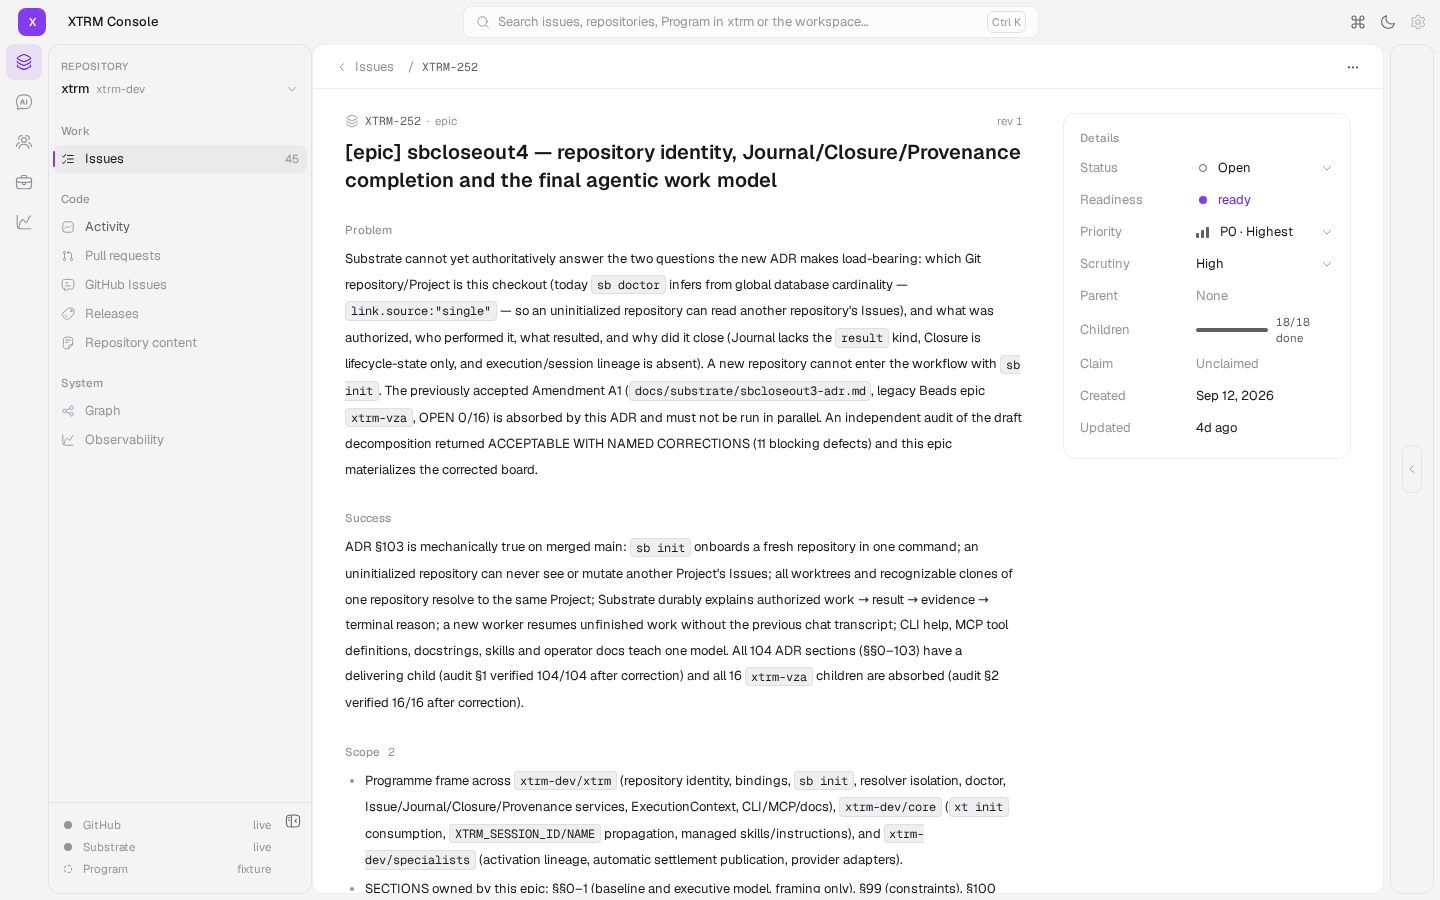 X
XTRM Console
Search issues, repositories, Program in xtrm or the workspace...
Ctrl K
REPOSITORY
xtrm xtrm-dev
Work
Issues 45
Code
Activity
Pull requests
GitHub Issues
Releases
Repository content
System
Graph
Observability
GitHub live
Substrate live
Program fixture
AI
Issues / XTRM-252
XTRM-252 · epic rev 1
[epic] sbcloseout4 — repository identity, Journal/Closure/Provenance
completion and the final agentic work model
Problem
Substrate cannot yet authoritatively answer the two questions the new ADR makes load-bearing: which Git
repository/Project is this checkout (today sb doctor infers from global database cardinality —
link.source:"single" — so an uninitialized repository can read another repository's Issues), and what was
authorized, who performed it, what resulted, and why did it close (Journal lacks the result kind, Closure is
lifecycle-state only, and execution/session lineage is absent). A new repository cannot enter the workflow with sb
init. The previously accepted Amendment A1 (docs/substrate/sbcloseout3-adr.md, legacy Beads epic
xtrm-vza, OPEN 0/16) is absorbed by this ADR and must not be run in parallel. An independent audit of the draft
decomposition returned ACCEPTABLE WITH NAMED CORRECTIONS (11 blocking defects) and this epic
materializes the corrected board.
Success
ADR §103 is mechanically true on merged main: sb init onboards a fresh repository in one command; an
uninitialized repository can never see or mutate another Project's Issues; all worktrees and recognizable clones of
one repository resolve to the same Project; Substrate durably explains authorized work → result → evidence →
terminal reason; a new worker resumes unfinished work without the previous chat transcript; CLI help, MCP tool
definitions, docstrings, skills and operator docs teach one model. All 104 ADR sections (§§0–103) have a
delivering child (audit §1 verified 104/104 after correction) and all 16 xtrm-vza children are absorbed (audit §2
verified 16/16 after correction).
Scope 2
• Programme frame across xtrm-dev/xtrm (repository identity, bindings, sb init, resolver isolation, doctor,
Issue/Journal/Closure/Provenance services, ExecutionContext, CLI/MCP/docs), xtrm-dev/core (xt init
consumption, XTRM_SESSION_ID/NAME propagation, managed skills/instructions), and xtrm-
dev/specialists (activation lineage, automatic settlement publication, provider adapters).
• SECTIONS owned by this epic: §§0–1 (baseline and executive model, framing only), §99 (constraints), §100
Details
Status Open
Readiness ready
Priority P0 · Highest
Scrutiny High
Parent None
Children 18/18
done
Claim Unclaimed
Created Sep 12, 2026
Updated 4d ago